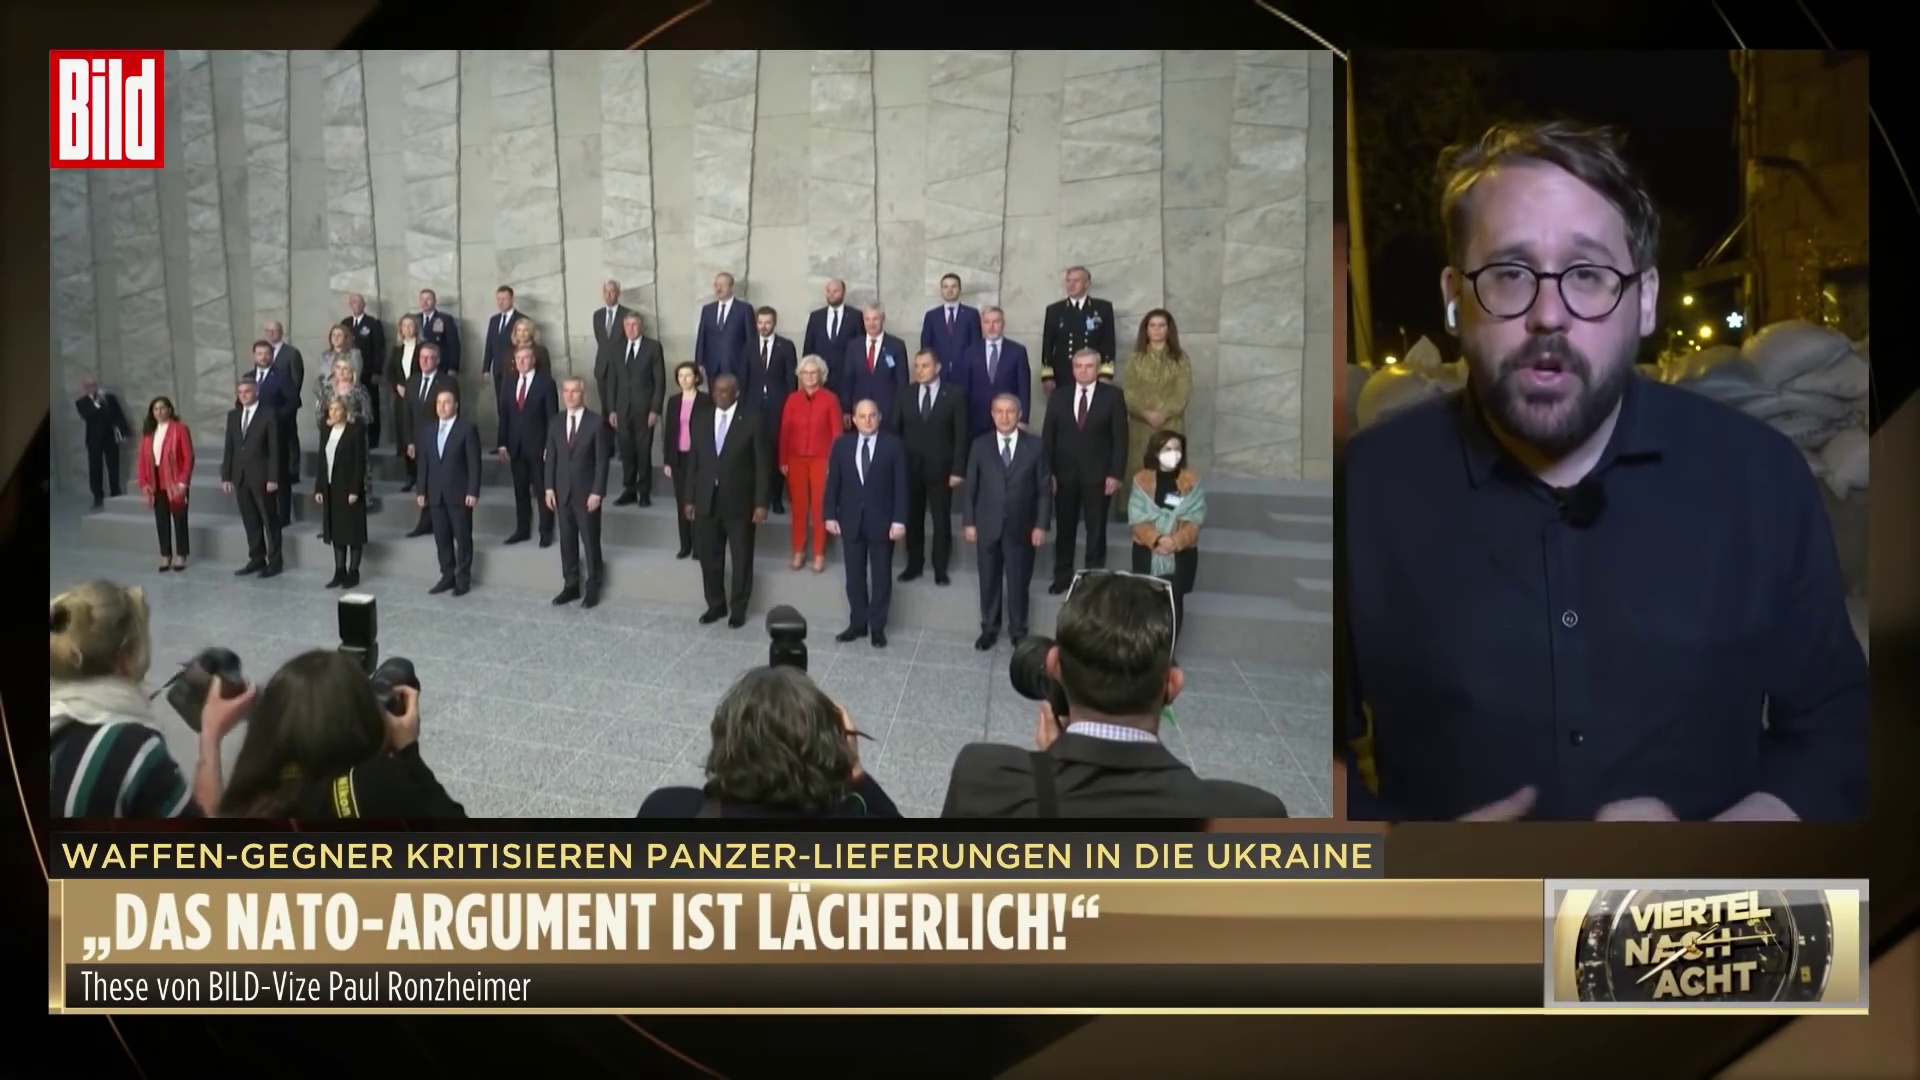 Bild
Nikon
WAFFEN-GEGNER KRITISIEREN PANZER-LIEFERUNGEN IN DIE UKRAINE
„DAS NATO-ARGUMENT IST LÄCHERLICH!“
These von BILD-Vize Paul Ronzheimer
VIERTEL
NACH
ACHT